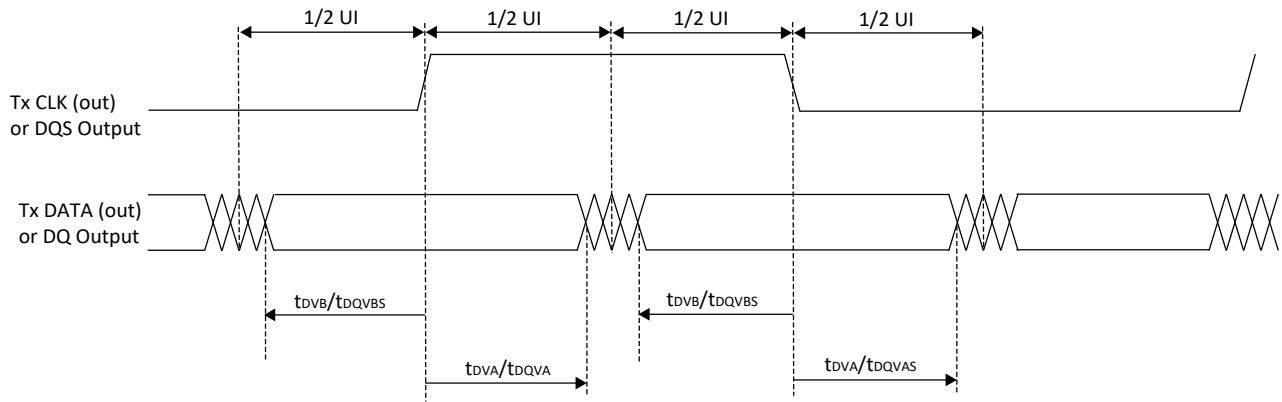 1/2 UI 1/2 UI 1/2 UI 1/2 UI
Tx CLK (out)
or DQS Output
Tx DATA (out)
or DQ Output
tDVB/tDQVBS tDVB/tDQVBS
tDVA/tDQVA tDVA/tDQVAS